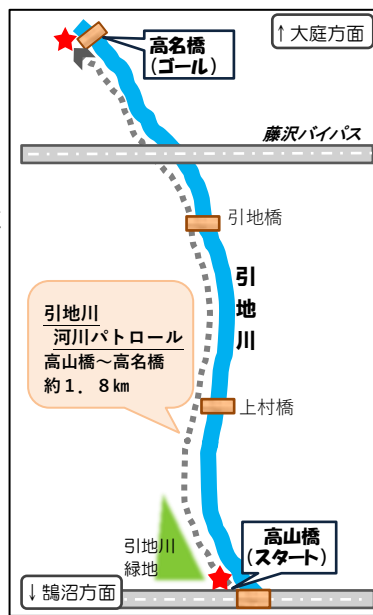 高名橋
(ゴール)
↑大庭方面
藤沢バイパス
引地橋
引地川
引地川
河川パトロール
高山橋～高名橋
約１．８㎞
上村橋
引地川
緑地
高山橋
(スタート)
↓鵠沼方面